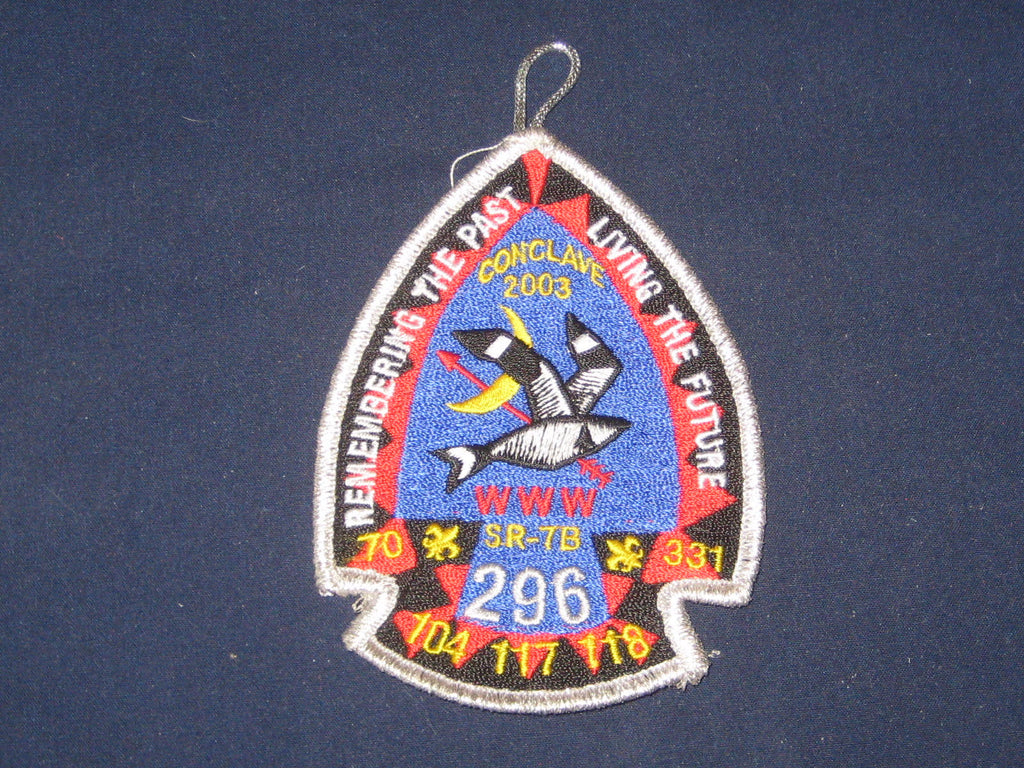 REMEMBERING THE PAST
LIVING THE FUTURE
CONCLAVE
2003
WWW
SR-7B
70
331
296
104 117 118